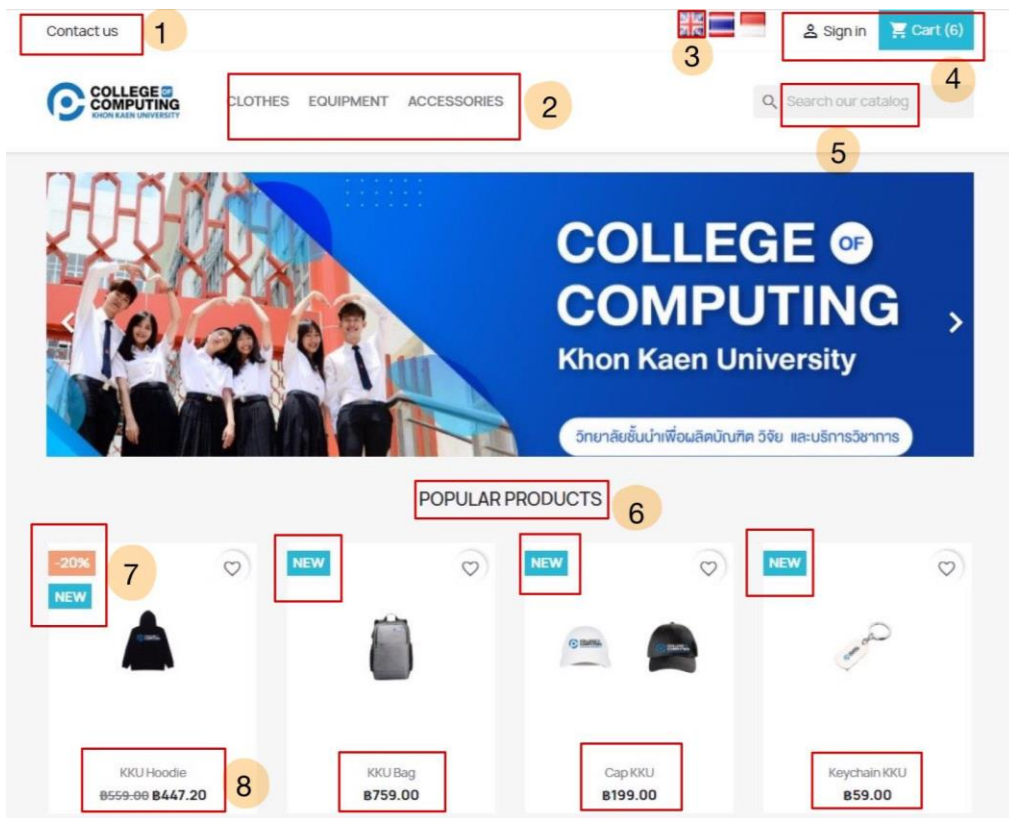 Contact us
1
3
Sign in
Cart (6)
4
COLLEGE OF
COMPUTING
KHON KAEN UNIVERSITY
CLOTHES EQUIPMENT ACCESSORIES
2
Search our catalog
5
COLLEGE OF
COMPUTING
Khon Kaen University
วิทยาลัยชั้นนำเพื่อผลิตบัณฑิต วิจัย และบริการวิชาการ
POPULAR PRODUCTS
6
-20%
NEW
7
NEW
NEW
NEW
KKU Hoodie
฿559.00 ฿447.20
8
KKU Bag
฿759.00
Cap KKU
฿199.00
Keychain KKU
฿59.00